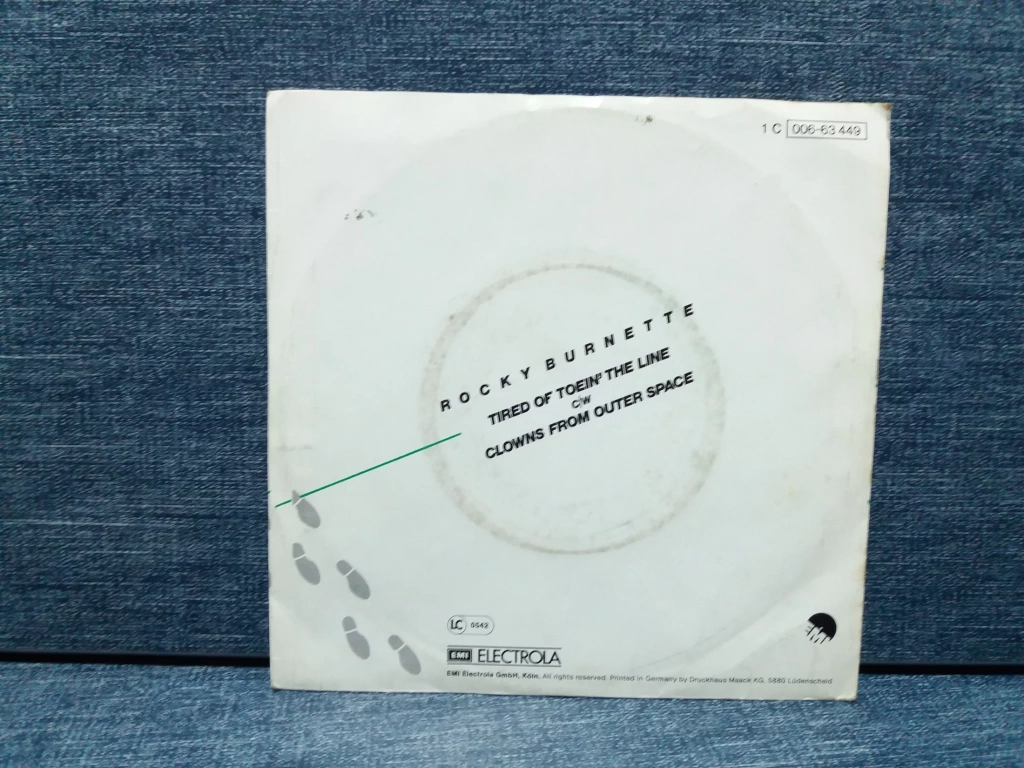 1 C 006-63 449
ROCKY BURNETTE
TIRED OF TOEIN' THE LINE
C/W
CLOWNS FROM OUTER SPACE
LC 0542
EMI ELECTROLA
EMI
EMI Electrola GmbH, Köln. All rights reserved. Printed in Germany by Druckhaus Maack KG, 5880 Lüdenscheid